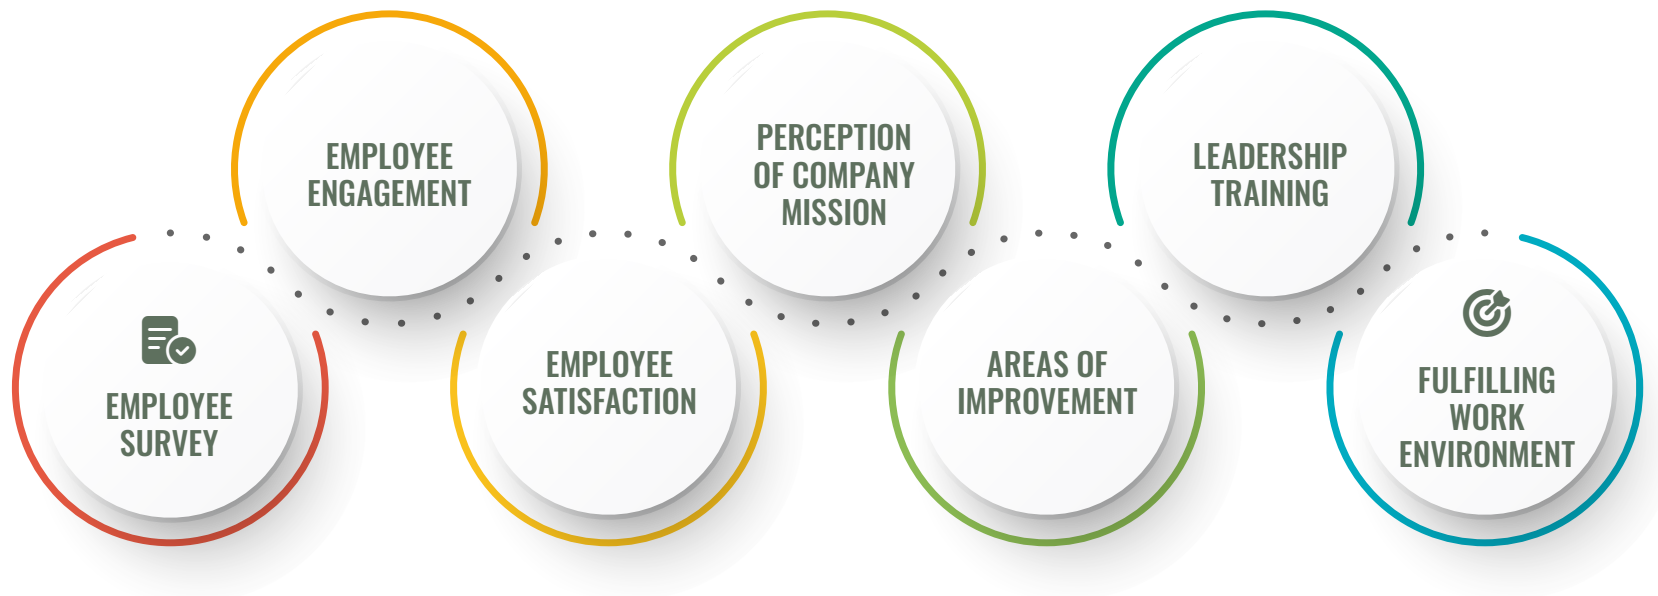 EMPLOYEE
SURVEY
EMPLOYEE
ENGAGEMENT
EMPLOYEE
SATISFACTION
PERCEPTION
OF COMPANY
MISSION
AREAS OF
IMPROVEMENT
LEADERSHIP
TRAINING
FULFILLING
WORK
ENVIRONMENT